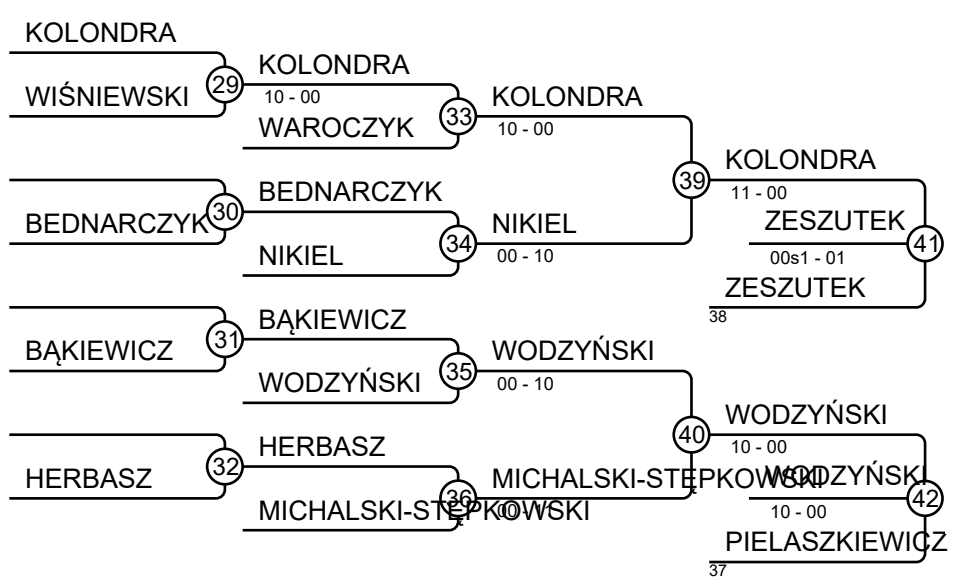 KOLONDRA
WIŚNIEWSKI
29
KOLONDRA
10 - 00
WAROCZYK
33
KOLONDRA
10 - 00
BEDNARCZYK
30
BEDNARCZYK
NIKIEL
34
NIKIEL
00 - 10
39
KOLONDRA
11 - 00
ZESZUTEK
00s1 - 01
41
ZESZUTEK
38
BĄKIEWICZ
31
BĄKIEWICZ
WODZYŃSKI
35
WODZYŃSKI
00 - 10
HERBASZ
32
HERBASZ
MICHALSKI-STĘPKOWSKI
36
MICHALSKI-STĘPKOWSKI
40
WODZYŃSKI
10 - 00
WODZYŃSKI
10 - 00
42
PIELASZKIEWICZ
37